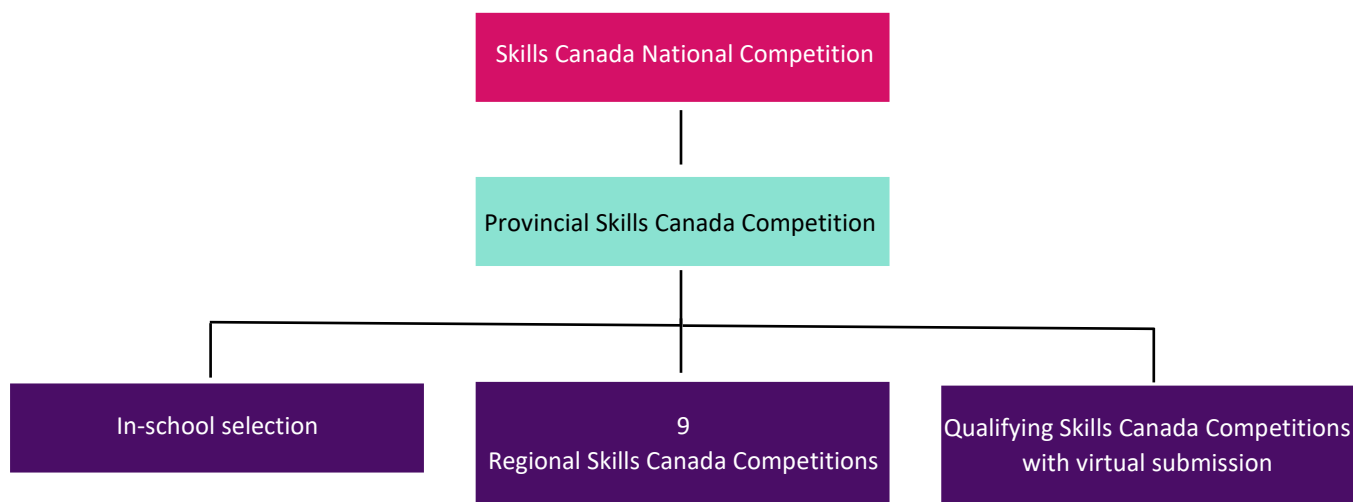 Skills Canada National Competition
Provincial Skills Canada Competition
In-school selection
9
Regional Skills Canada Competitions
Qualifying Skills Canada Competitions
with virtual submission